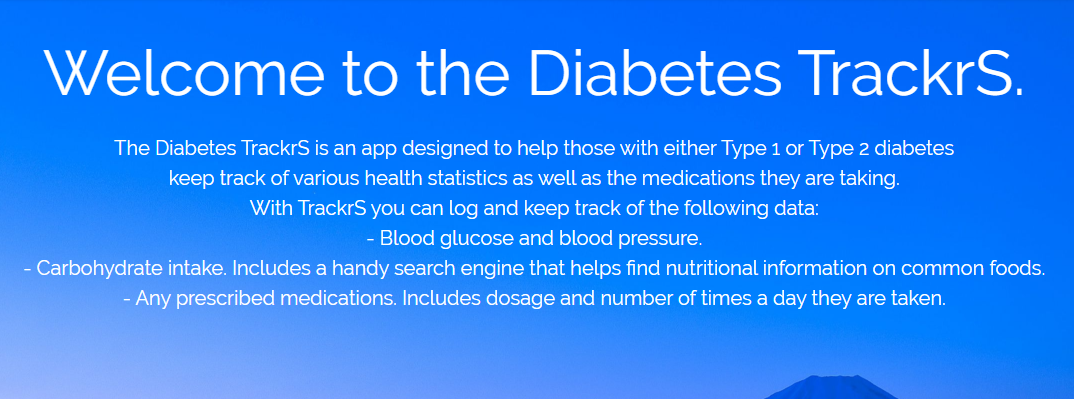 Welcome to the Diabetes TrackrS.
The Diabetes TrackrS is an app designed to help those with either Type 1 or Type 2 diabetes
keep track of various health statistics as well as the medications they are taking.
With TrackrS you can log and keep track of the following data:
- Blood glucose and blood pressure.
- Carbohydrate intake. Includes a handy search engine that helps find nutritional information on common foods.
- Any prescribed medications. Includes dosage and number of times a day they are taken.